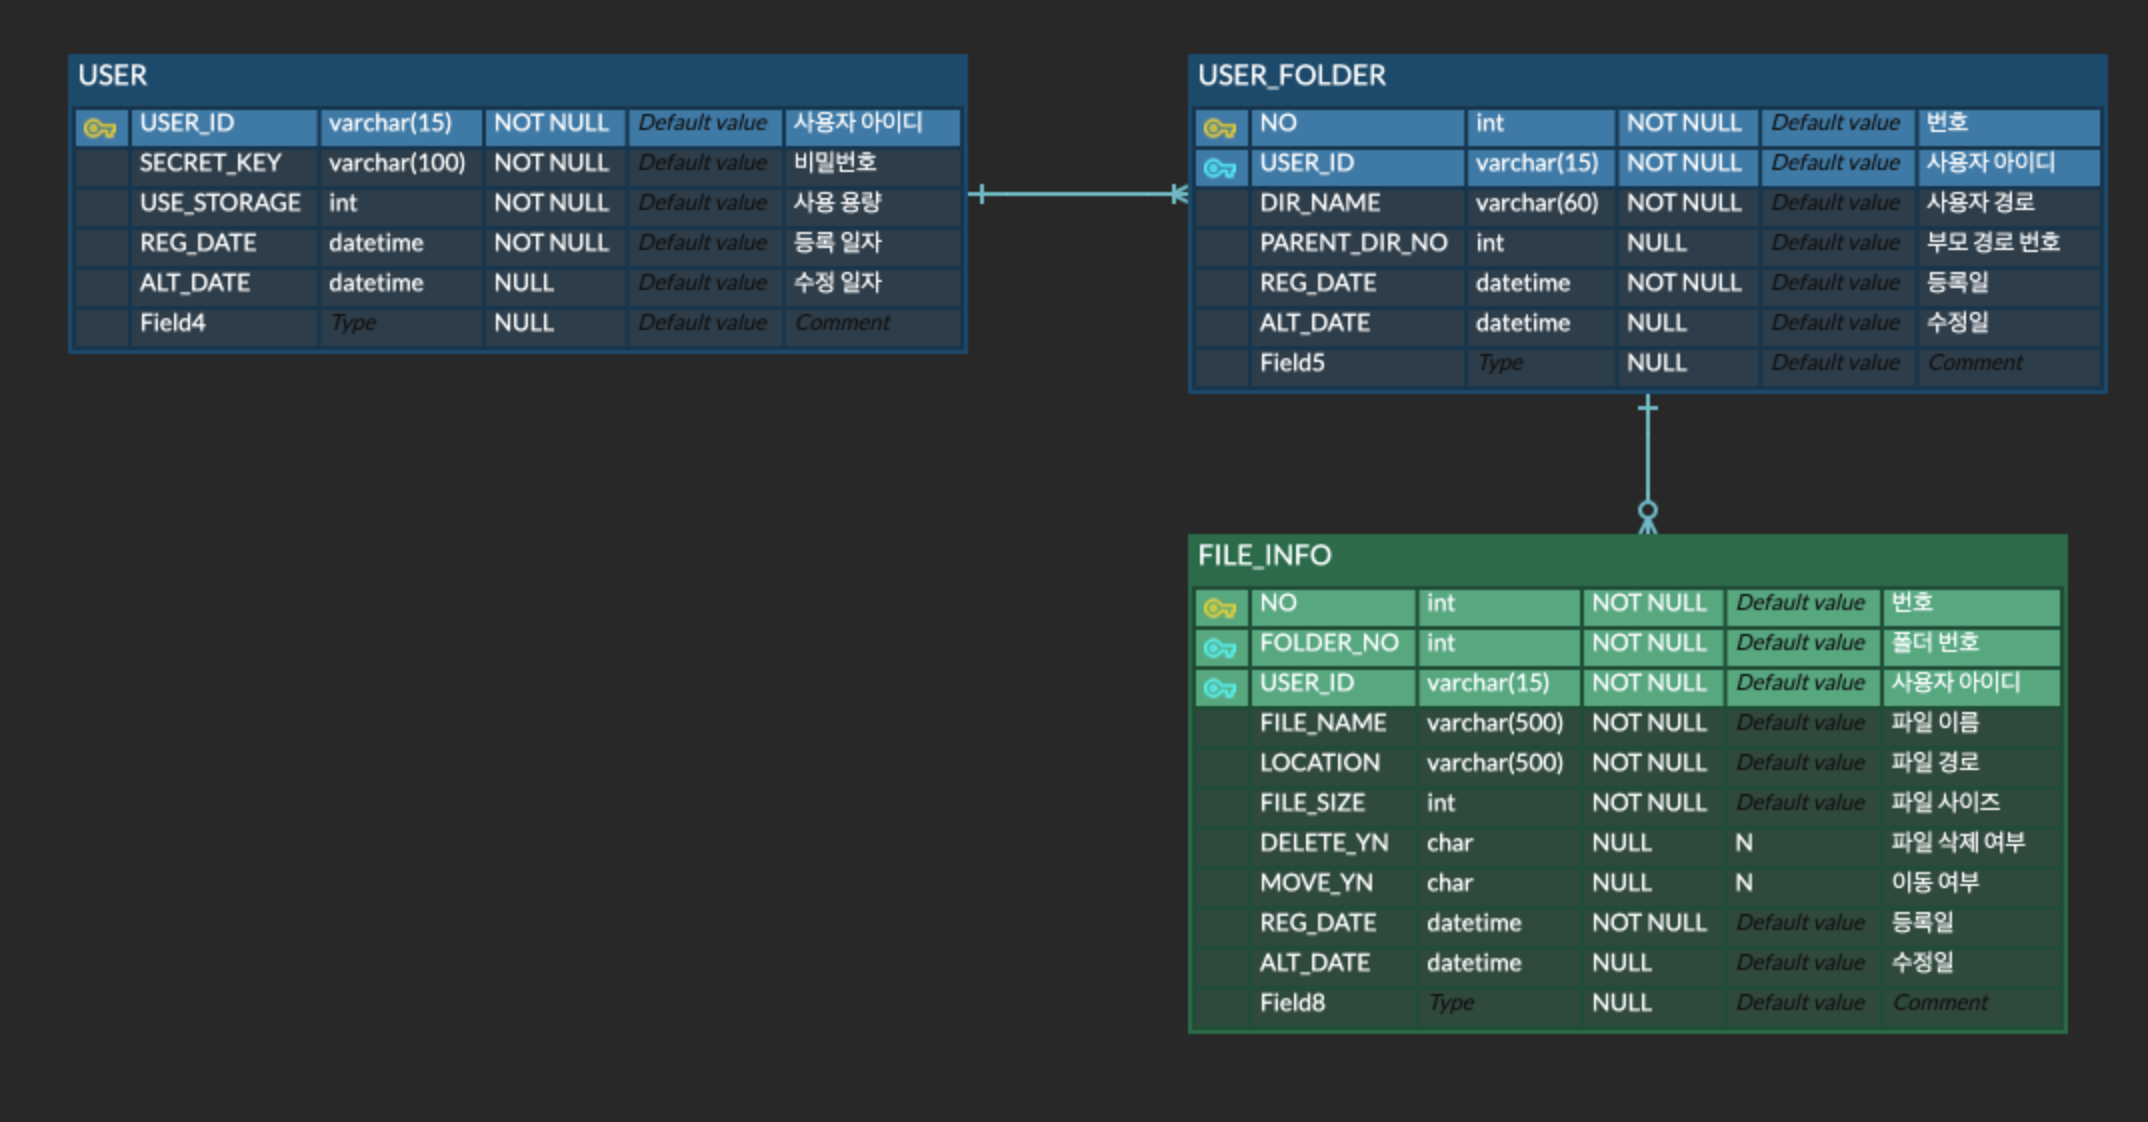 USER
USER_ID varchar(15) NOT NULL Default value 사용자 아이디
SECRET_KEY varchar(100) NOT NULL Default value 비밀번호
USE_STORAGE int NOT NULL Default value 사용 용량
REG_DATE datetime NOT NULL Default value 등록 일자
ALT_DATE datetime NULL Default value 수정 일자
Field4 Type NULL Default value Comment
USER_FOLDER
NO int NOT NULL Default value 번호
USER_ID varchar(15) NOT NULL Default value 사용자 아이디
DIR_NAME varchar(60) NOT NULL Default value 사용자 경로
PARENT_DIR_NO int NULL Default value 부모 경로 번호
REG_DATE datetime NOT NULL Default value 등록일
ALT_DATE datetime NULL Default value 수정일
Field5 Type NULL Default value Comment
FILE_INFO
NO int NOT NULL Default value 번호
FOLDER_NO int NOT NULL Default value 폴더 번호
USER_ID varchar(15) NOT NULL Default value 사용자 아이디
FILE_NAME varchar(500) NOT NULL Default value 파일 이름
LOCATION varchar(500) NOT NULL Default value 파일 경로
FILE_SIZE int NOT NULL Default value 파일 사이즈
DELETE_YN char NULL N 파일 삭제 여부
MOVE_YN char NULL N 이동 여부
REG_DATE datetime NOT NULL Default value 등록일
ALT_DATE datetime NULL Default value 수정일
Field8 Type NULL Default value Comment